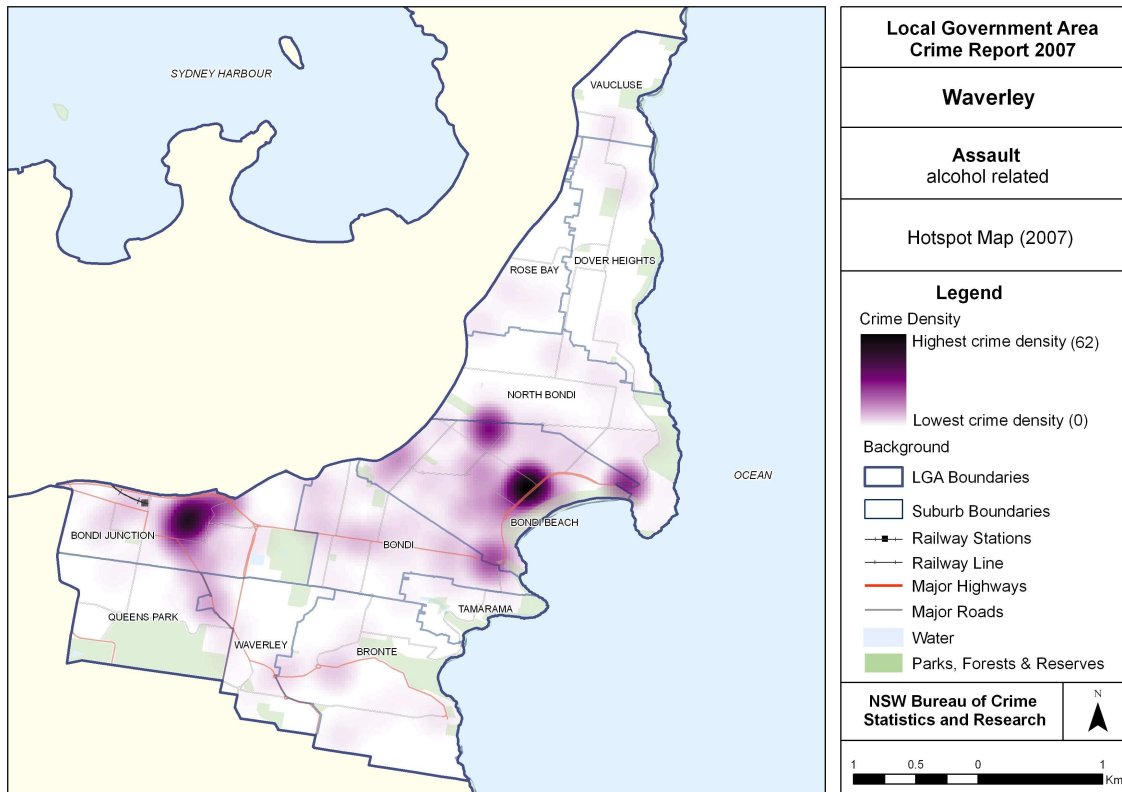 SYDNEY HARBOUR
VAUCLUSE
ROSE BAY
DOVER HEIGHTS
NORTH BONDI
OCEAN
BONDI BEACH
BONDI JUNCTION
BONDI
TAMARAMA
QUEENS PARK
WAVERLEY
BRONTE
Local Government Area
Crime Report 2007
Waverley
Assault
alcohol related
Hotspot Map (2007)
Legend
Crime Density
Highest crime density (62)
Lowest crime density (0)
Background
LGA Boundaries
Suburb Boundaries
Railway Stations
Railway Line
Major Highways
Major Roads
Water
Parks, Forests & Reserves
NSW Bureau of Crime
Statistics and Research
N
1 0.5 0 1
Km